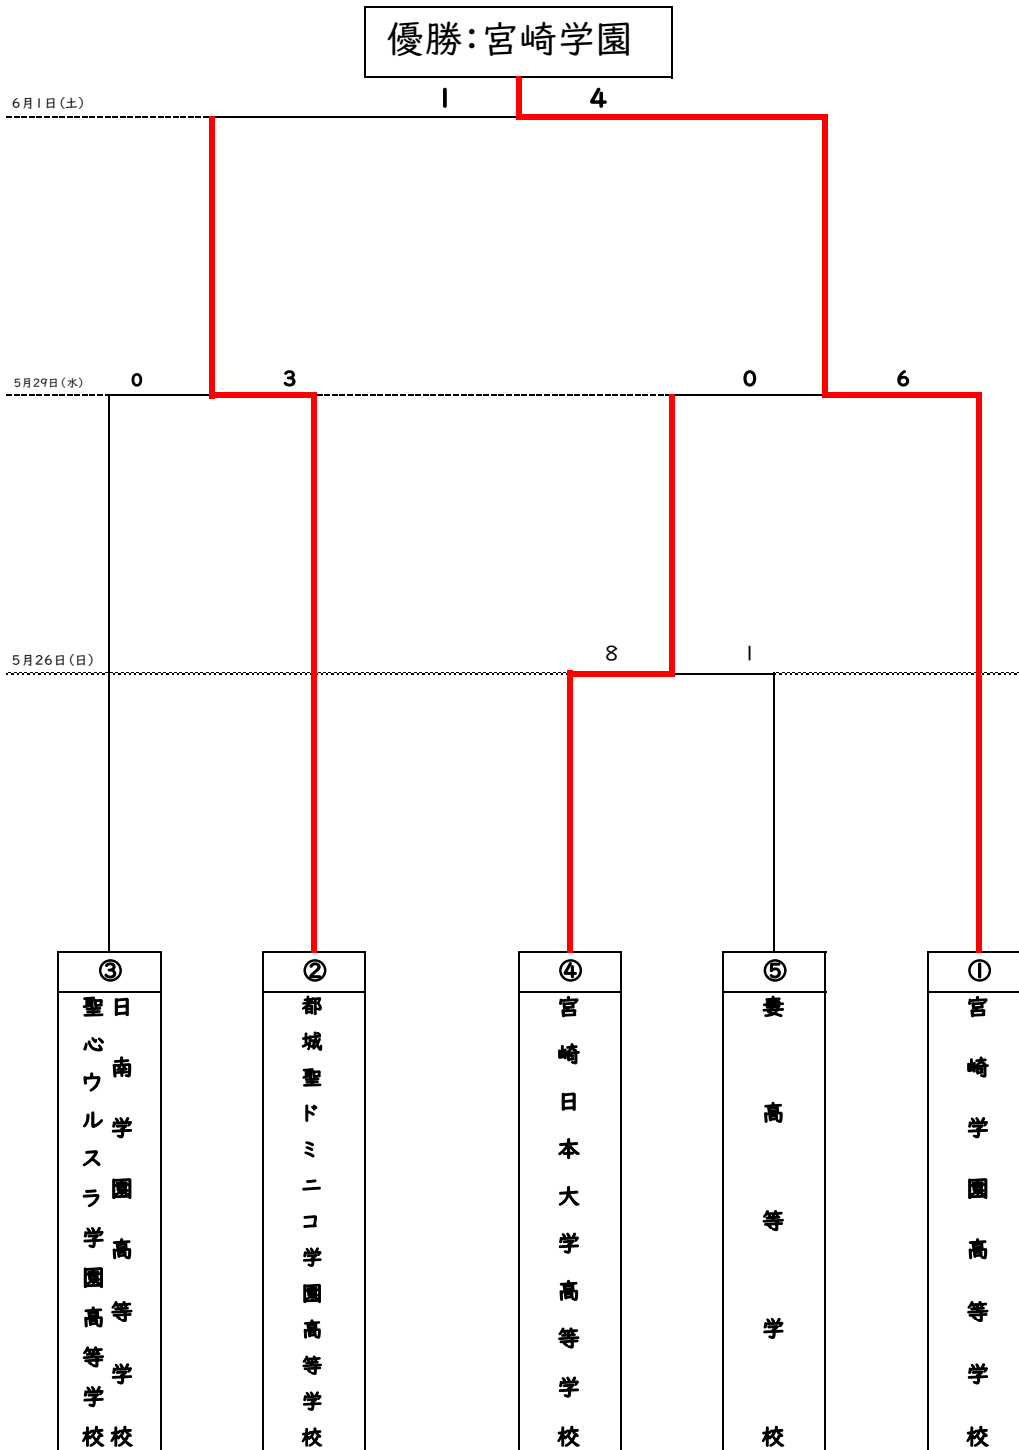 優勝:宮崎学園
6月1日(土)
1 4
5月29日(水)
0 3 0 6
5月26日(日)
8 1
③ ② ④ ⑤ ①
日南学園高等学校
聖心ウルスラ学園高等学校
都城聖ドミニコ学園高等学校
宮崎日本大学高等学校
妻高等学校
宮崎学園高等学校